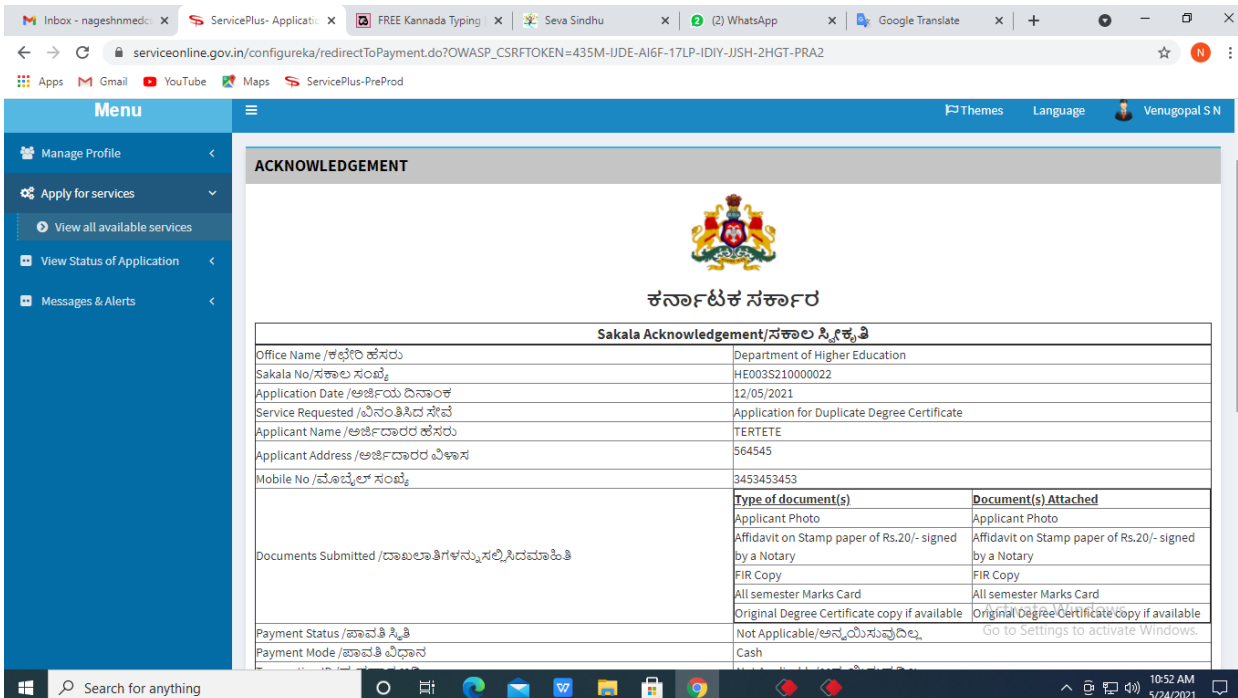 Inbox - nageshnmedc
ServicePlus- Applicatio
FREE Kannada Typing
Seva Sindhu
(2) WhatsApp
Google Translate
serviceonline.gov.in/configureka/redirectToPayment.do?OWASP_CSRFTOKEN=435M-IJDE-AI6F-17LP-IDIY-JJSH-2HGT-PRA2
N
Apps Gmail YouTube Maps ServicePlus-PreProd
Menu
Themes Language Venugopal S N
Manage Profile
Apply for services
View all available services
View Status of Application
Messages & Alerts
ACKNOWLEDGEMENT
ಕರ್ನಾಟಕ ಸರ್ಕಾರ
Sakala Acknowledgement/ಸಕಾಲ ಸ್ವೀಕೃತಿ
Office Name /ಕಛೇರಿ ಹೆಸರು Department of Higher Education
Sakala No/ಸಕಾಲ ಸಂಖ್ಯೆ HE003S210000022
Application Date /ಅರ್ಜಿಯ ದಿನಾಂಕ 12/05/2021
Service Requested /ವಿನಂತಿಸಿದ ಸೇವೆ Application for Duplicate Degree Certificate
Applicant Name /ಅರ್ಜಿದಾರರ ಹೆಸರು TERTETE
Applicant Address /ಅರ್ಜಿದಾರರ ವಿಳಾಸ 564545
Mobile No /ಮೊಬೈಲ್ ಸಂಖ್ಯೆ 3453453453
Documents Submitted /ದಾಖಲಾತಿಗಳನ್ನು ಸಲ್ಲಿಸಿದಮಾಹಿತಿ
Type of document(s) Document(s) Attached
Applicant Photo Applicant Photo
Affidavit on Stamp paper of Rs.20/- signed Affidavit on Stamp paper of Rs.20/- signed
by a Notary by a Notary
FIR Copy FIR Copy
All semester Marks Card All semester Marks Card
Original Degree Certificate copy if available Original Degree Certificate copy if available
Payment Status /ಪಾವತಿ ಸ್ಥಿತಿ Not Applicable/ಅನ್ವಯಿಸುವುದಿಲ್ಲ
Payment Mode /ಪಾವತಿ ವಿಧಾನ Cash
Activate Windows
Go to Settings to activate Windows.
Search for anything
10:52 AM
5/24/2021